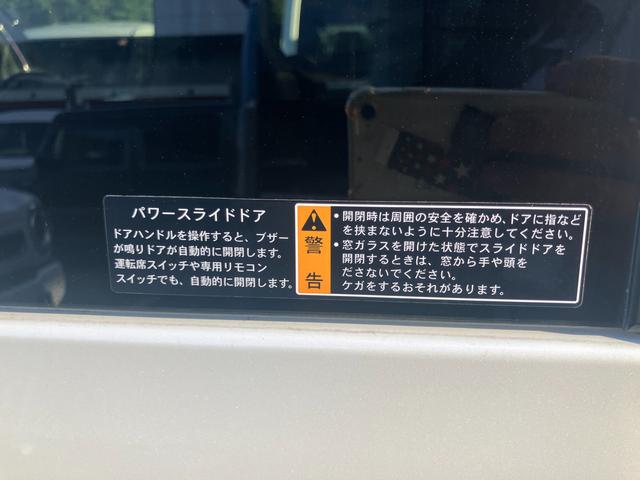 パワースライドドア
ドアハンドルを操作すると、ブザー
が鳴りドアが自動的に開閉します。
運転席スイッチや専用リモコン
スイッチでも、自動的に開閉します。
警告
・開閉時は周囲の安全を確かめ、ドアに指など
を挟まないように十分注意してください。
・窓ガラスを開けた状態でスライドドアを
開閉するときは、窓から手や頭を
ださないでください。
ケガをするおそれがあります。